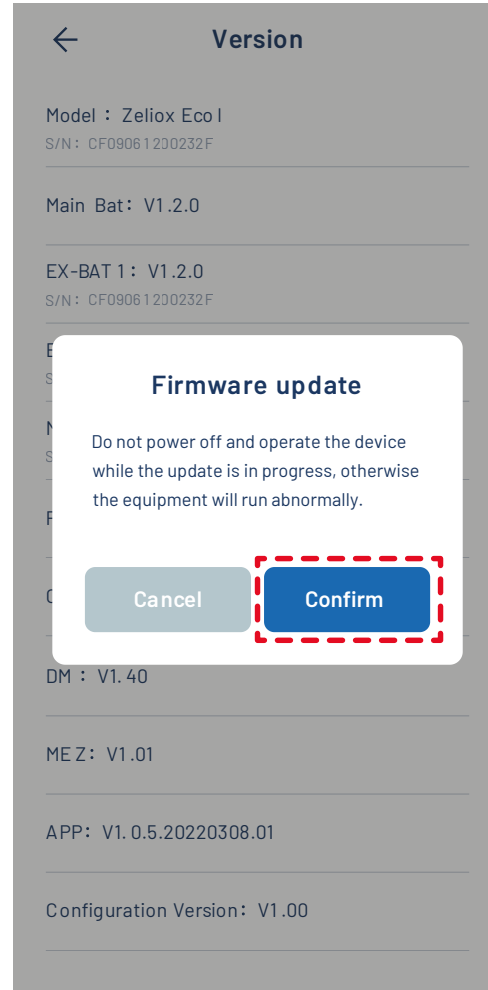 Version
Model : Zeliox Eco I
S/N: CF09061200232F
Main Bat: V1.2.0
EX-BAT 1: V1.2.0
S/N: CF09061200232F
Firmware update
Do not power off and operate the device
while the update is in progress, otherwise
the equipment will run abnormally.
Cancel
Confirm
DM : V1.40
MEZ: V1.01
APP: V1.0.5.20220308.01
Configuration Version: V1.00